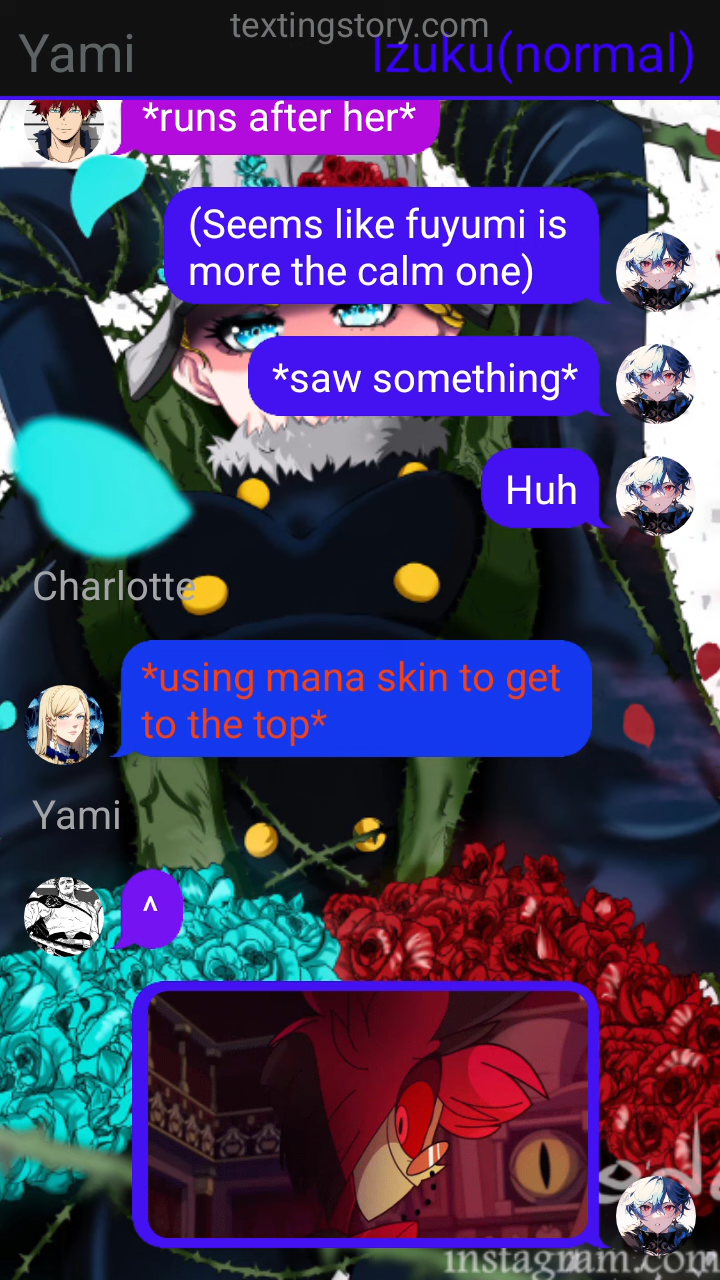 textingstory.com
Yami
Izuku(normal)
*runs after her*
(Seems like fuyumi is
more the calm one)
*saw something*
Huh
Charlotte
*using mana skin to get
to the top*
Yami
^
instagram.com